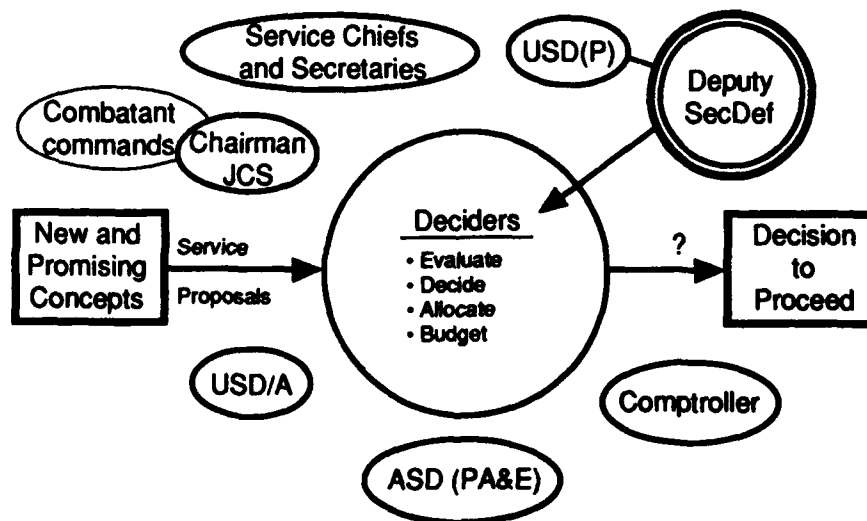 Service Chiefs
and Secretaries
USD(P)
Deputy
SecDef
Combatant
commands
Chairman
JCS
New and
Promising
Concepts
Service
Proposals
Deciders
• Evaluate
• Decide
• Allocate
• Budget
?
Decision
to
Proceed
USD/A
Comptroller
ASD (PA&E)